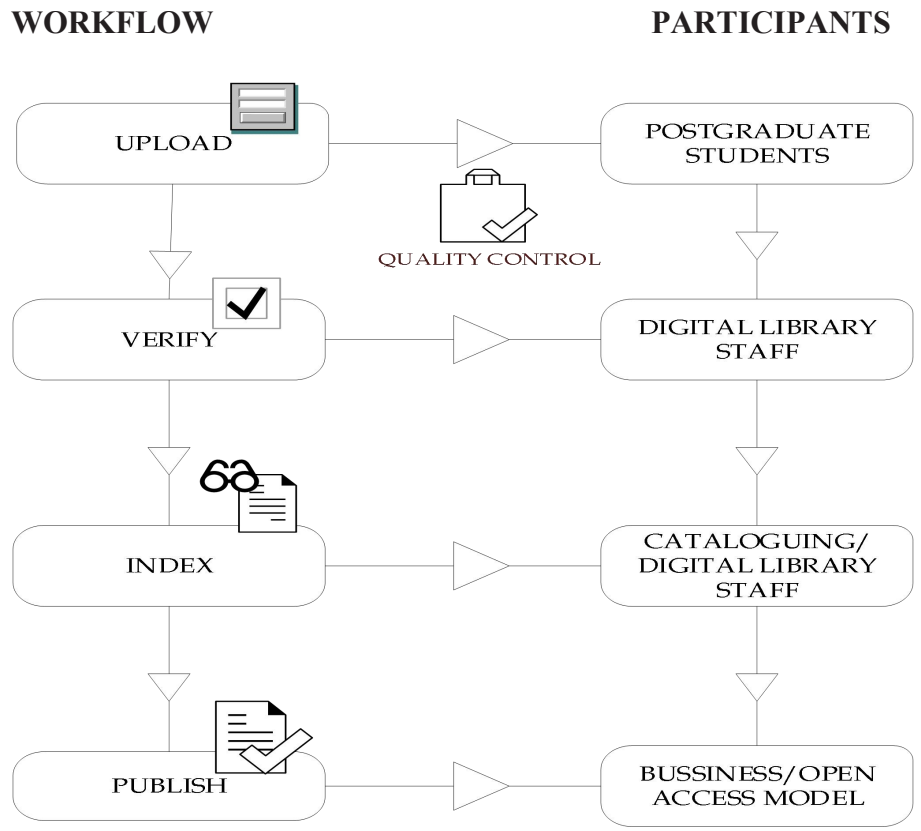 WORKFLOW
PARTICIPANTS
UPLOAD
POSTGRADUATE
STUDENTS
QUALITY CONTROL
VERIFY
DIGITAL LIBRARY
STAFF
INDEX
CATALOGUING/
DIGITAL LIBRARY
STAFF
PUBLISH
BUSSINESS/OPEN
ACCESS MODEL